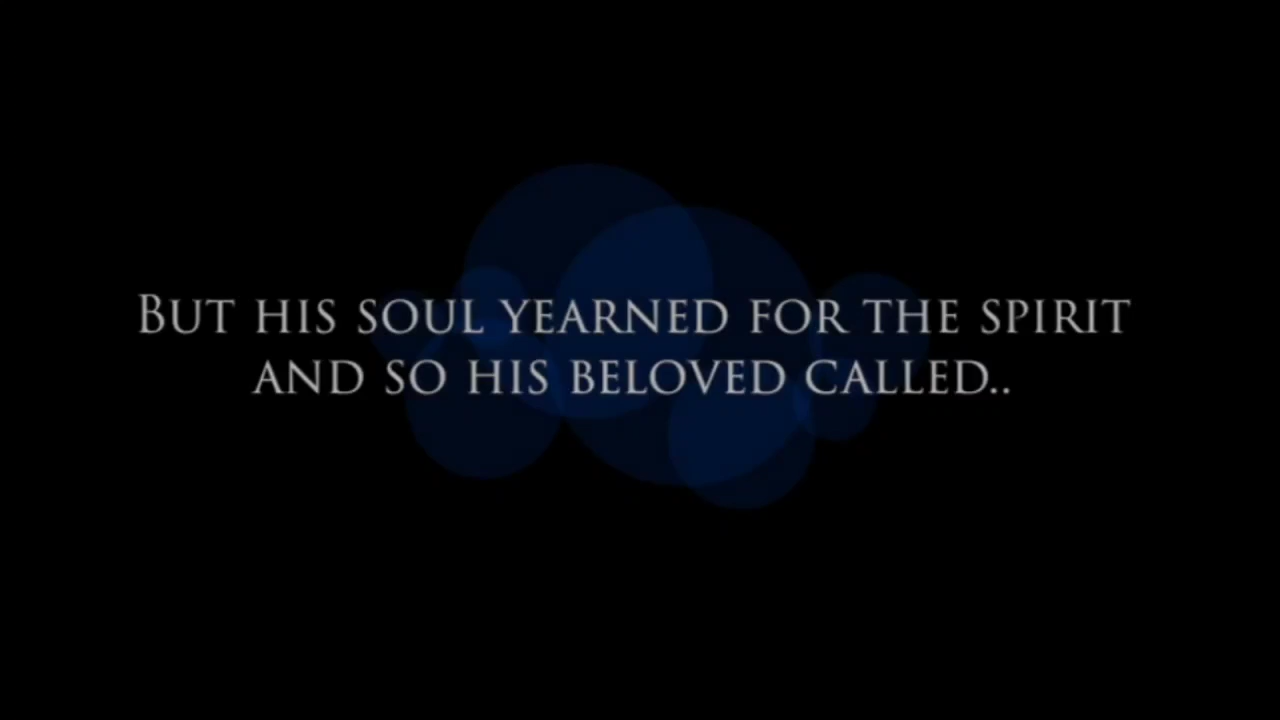 But his soul yearned for the spirit
and so his beloved called..